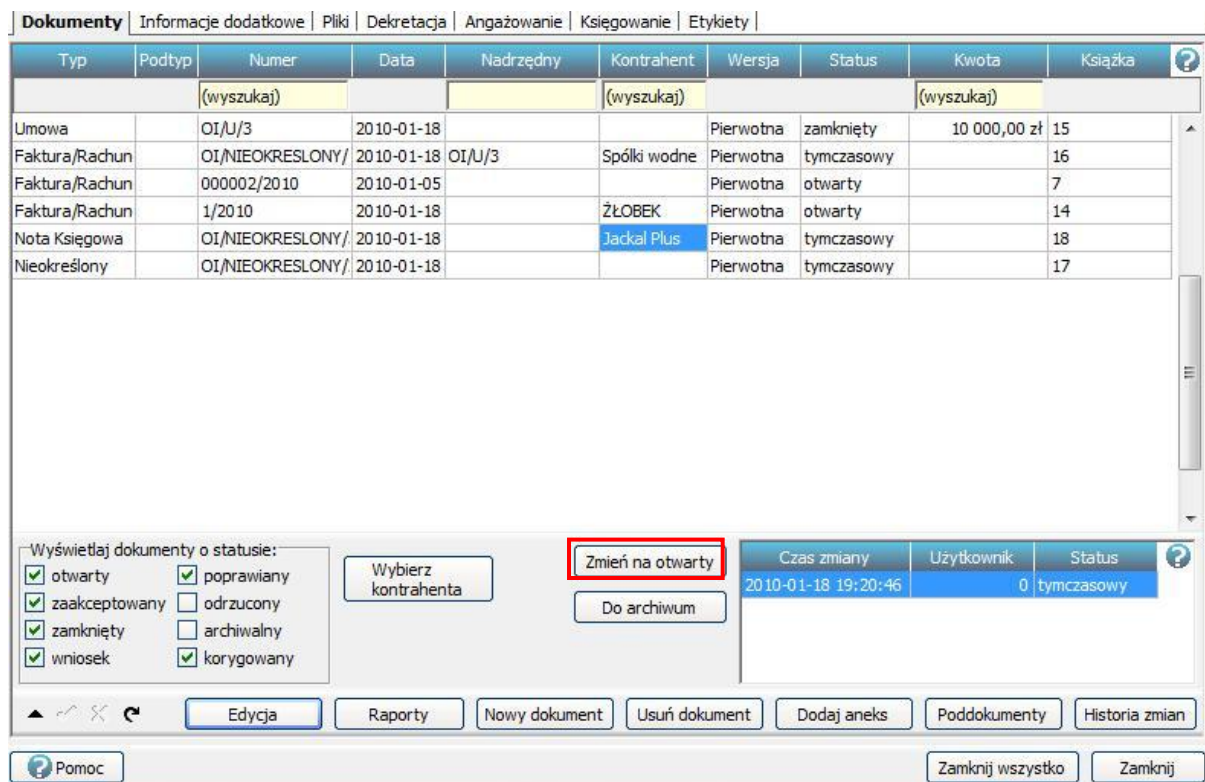 Dokumenty | Informacje dodatkowe | Pliki | Dekretacja | Angażowanie | Księgowanie | Etykiety |
Typ Podtyp Numer Data Nadrzędny Kontrahent Wersja Status Kwota Książka
(wyszukaj) (wyszukaj) (wyszukaj)
Umowa OI/U/3 2010-01-18 Pierwotna zamknięty 10 000,00 zł 15
Faktura/Rachun OI/NIEOKRESLONY/ 2010-01-18 OI/U/3 Spólki wodne Pierwotna tymczasowy 16
Faktura/Rachun 000002/2010 2010-01-05 Pierwotna otwarty 7
Faktura/Rachun 1/2010 2010-01-18 ŻŁOBEK Pierwotna otwarty 14
Nota Księgowa OI/NIEOKRESLONY/ 2010-01-18 Jackal Plus Pierwotna tymczasowy 18
Nieokreślony OI/NIEOKRESLONY/ 2010-01-18 Pierwotna tymczasowy 17
Wyświetlaj dokumenty o statusie:
otwarty poprawiany
zaakceptowany odrzucony
zamknięty archiwalny
wniosek korygowany
Wybierz
kontrahenta
Zmień na otwarty
Do archiwum
Czas zmiany Użytkownik Status
2010-01-18 19:20:46 0 tymczasowy
Edycja Raporty Nowy dokument Usuń dokument Dodaj aneks Poddokumenty Historia zmian
Pomoc Zamknij wszystko Zamknij